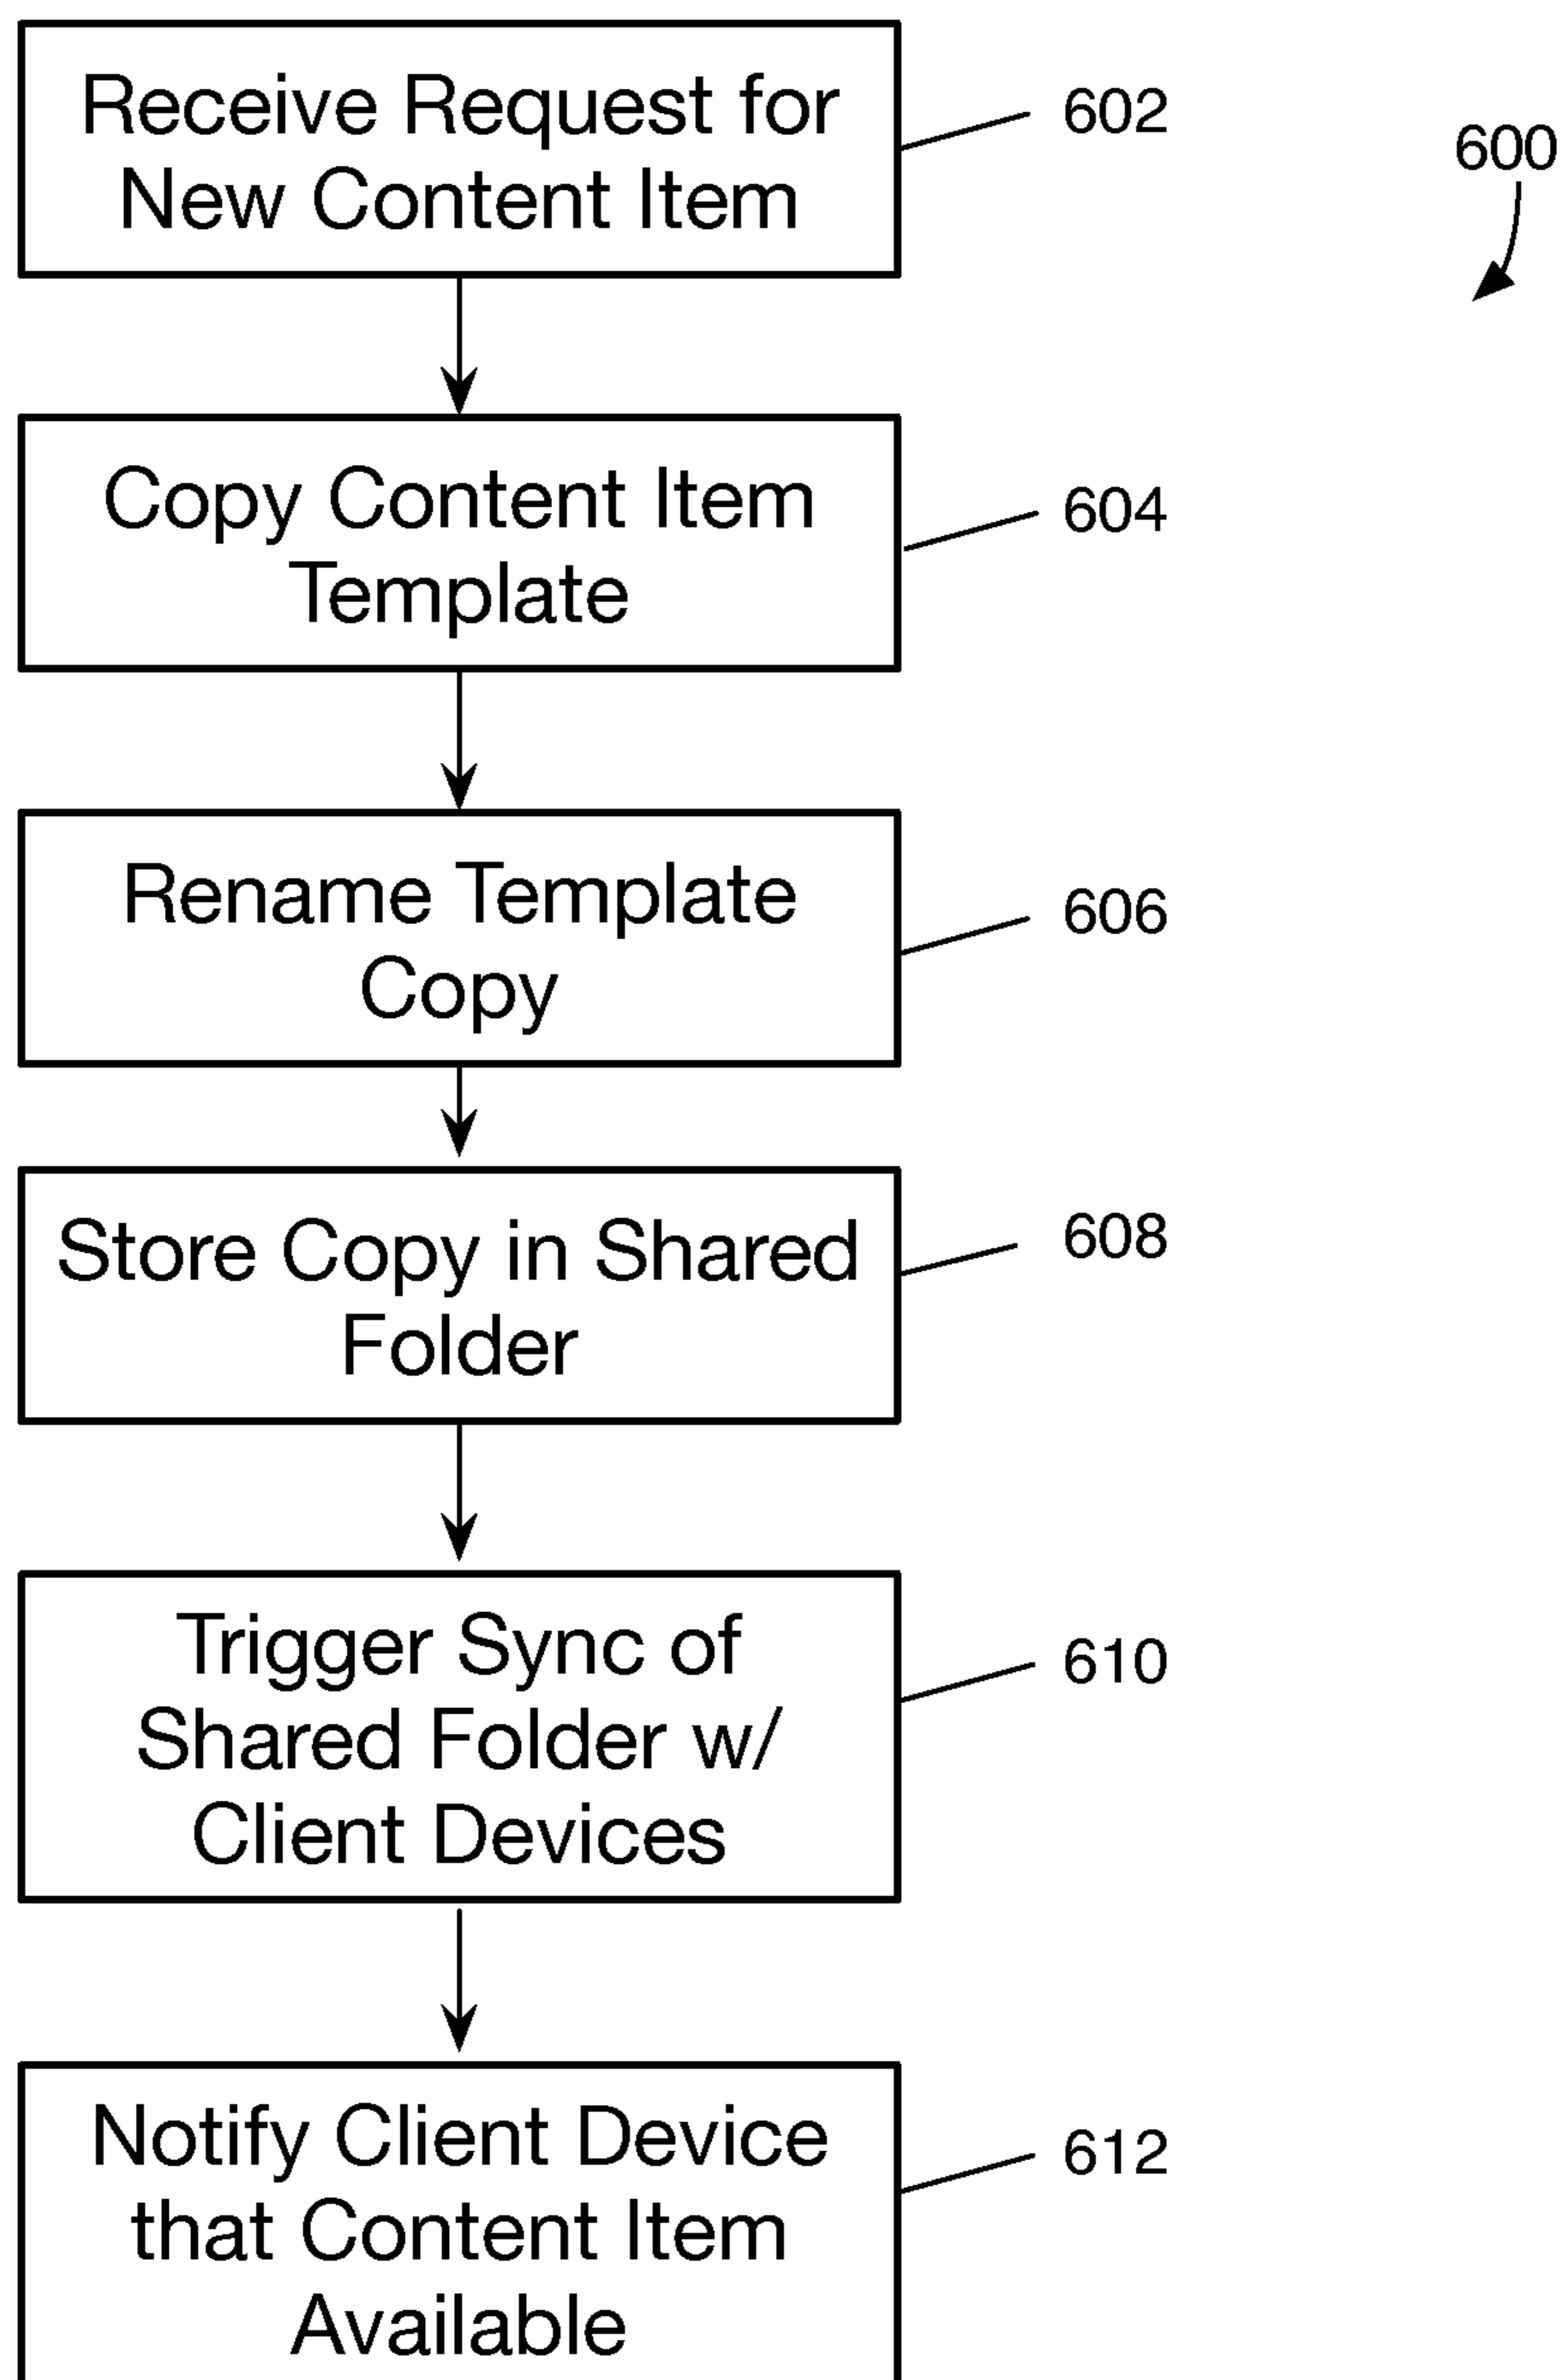 Receive Request for
New Content Item
602
600
Copy Content Item
Template
604
Rename Template
Copy
606
Store Copy in Shared
Folder
608
Trigger Sync of
Shared Folder w/
Client Devices
610
Notify Client Device
that Content Item
Available
612